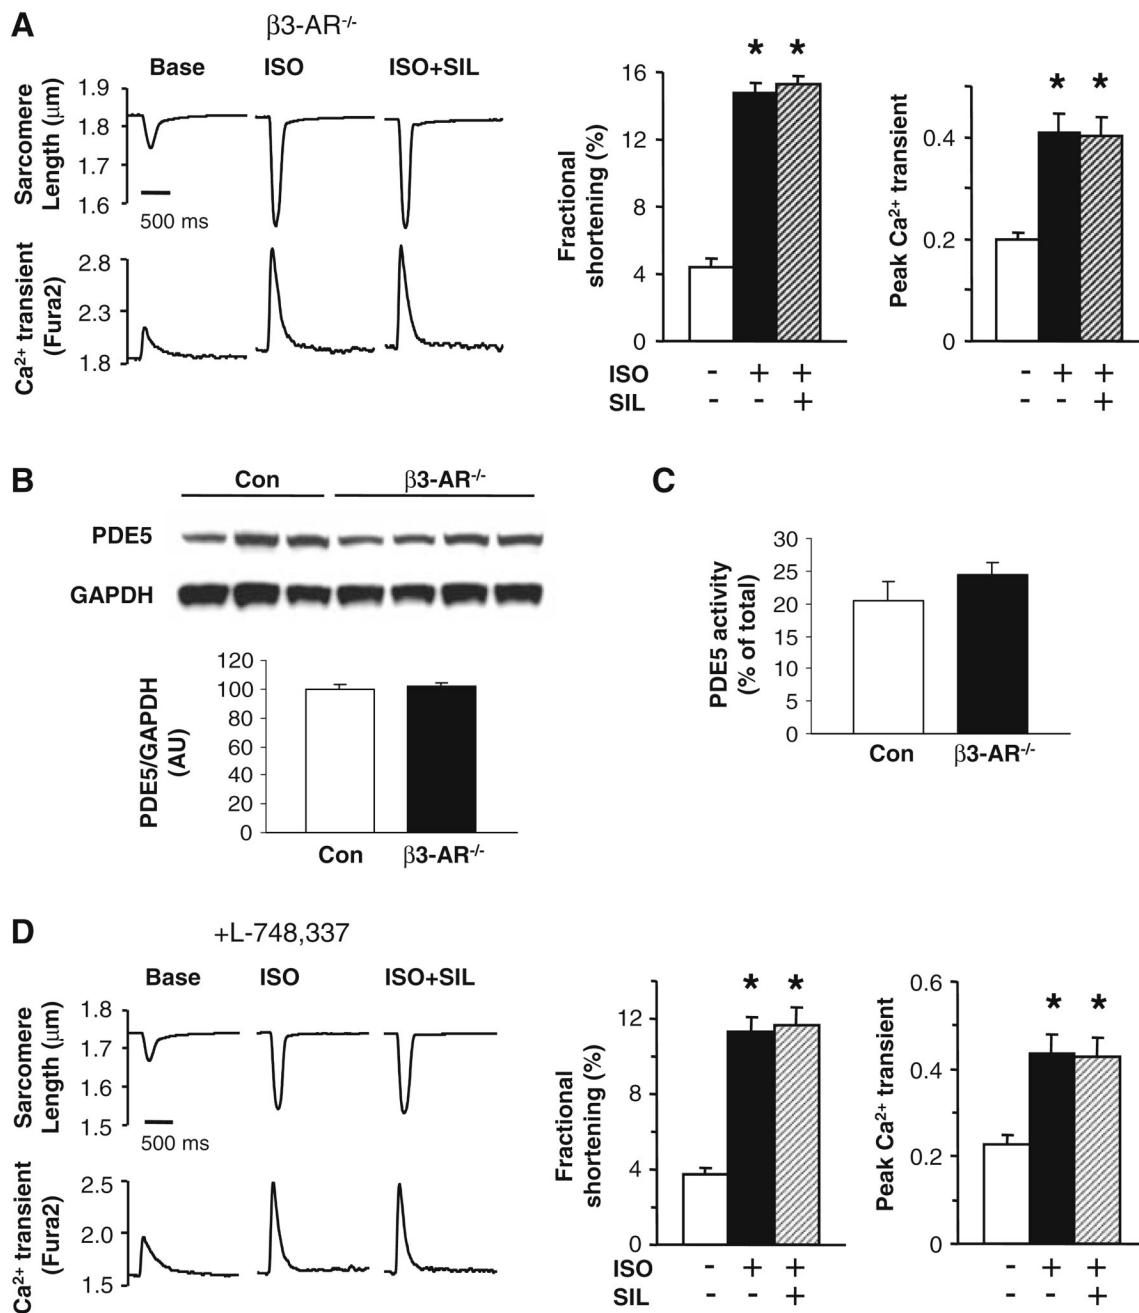 A
β3-AR-/-
Base ISO ISO+SIL
Sarcomere
Length (μm)
1.9
1.8
1.7
1.6
500 ms
Ca2+ transient
(Fura2)
2.8
2.3
1.8
Fractional
shortening (%)
16
12
8
4
0
* *
ISO - + +
SIL - - +
Peak Ca2+ transient
0.4
0.2
0
* *
- + +
- - +
B
Con β3-AR-/-
PDE5
GAPDH
PDE5/GAPDH
(AU)
120
100
80
60
40
20
0
Con β3-AR-/-
C
PDE5 activity
(% of total)
30
25
20
15
10
5
0
Con β3-AR-/-
D
+L-748,337
Base ISO ISO+SIL
Sarcomere
Length (μm)
1.8
1.7
1.6
1.5
500 ms
Ca2+ transient
(Fura2)
2.5
2.0
1.5
Fractional
shortening (%)
12
8
4
0
* *
ISO - + +
SIL - - +
Peak Ca2+ transient
0.6
0.4
0.2
0
* *
- + +
- - +